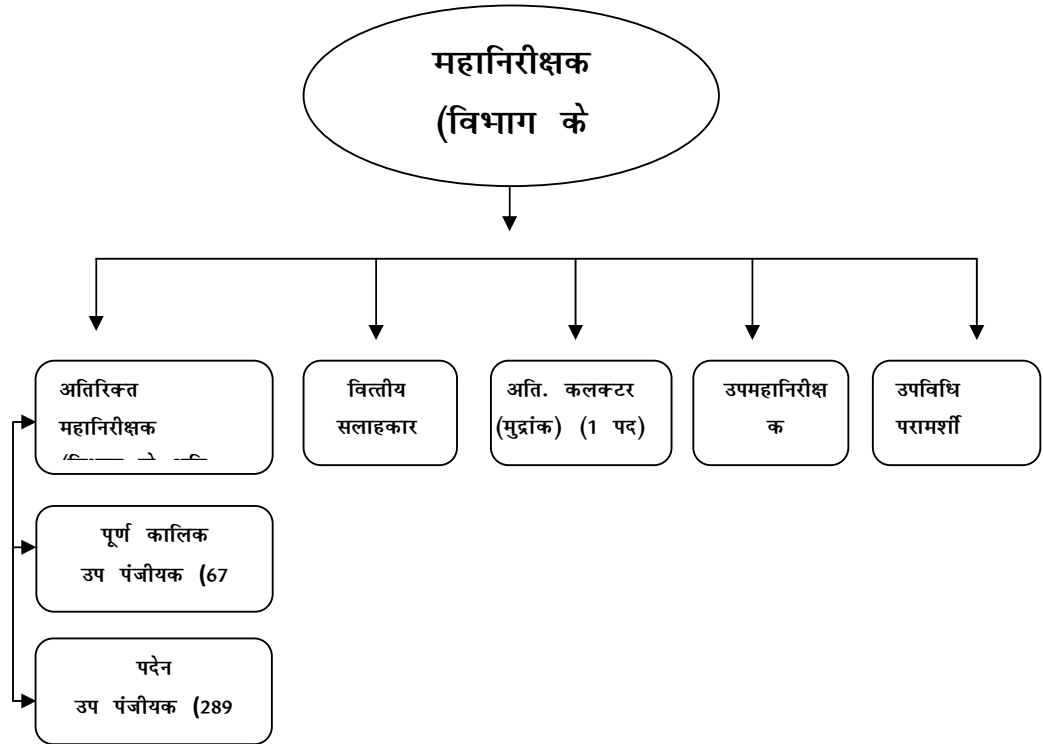 महानिरीक्षक
(विभाग के
अतिरिक्त
महानिरीक्षक
वित्तीय
सलाहकार
अति. कलक्टर
(मुद्रांक) (1 पद)
उपमहानिरीक्ष
क
उपविधि
परामर्शी
पूर्ण कालिक
उप पंजीयक (67
पदेन
उप पंजीयक (289